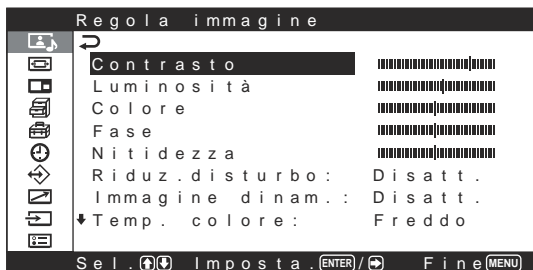 Regola immagine
Contrasto
Luminosità
Colore
Fase
Nitidezza
Riduz.disturbo: Disatt.
Immagine dinam.: Disatt.
Temp. colore: Freddo
Sel. Imposta. ENTER / Fine MENU